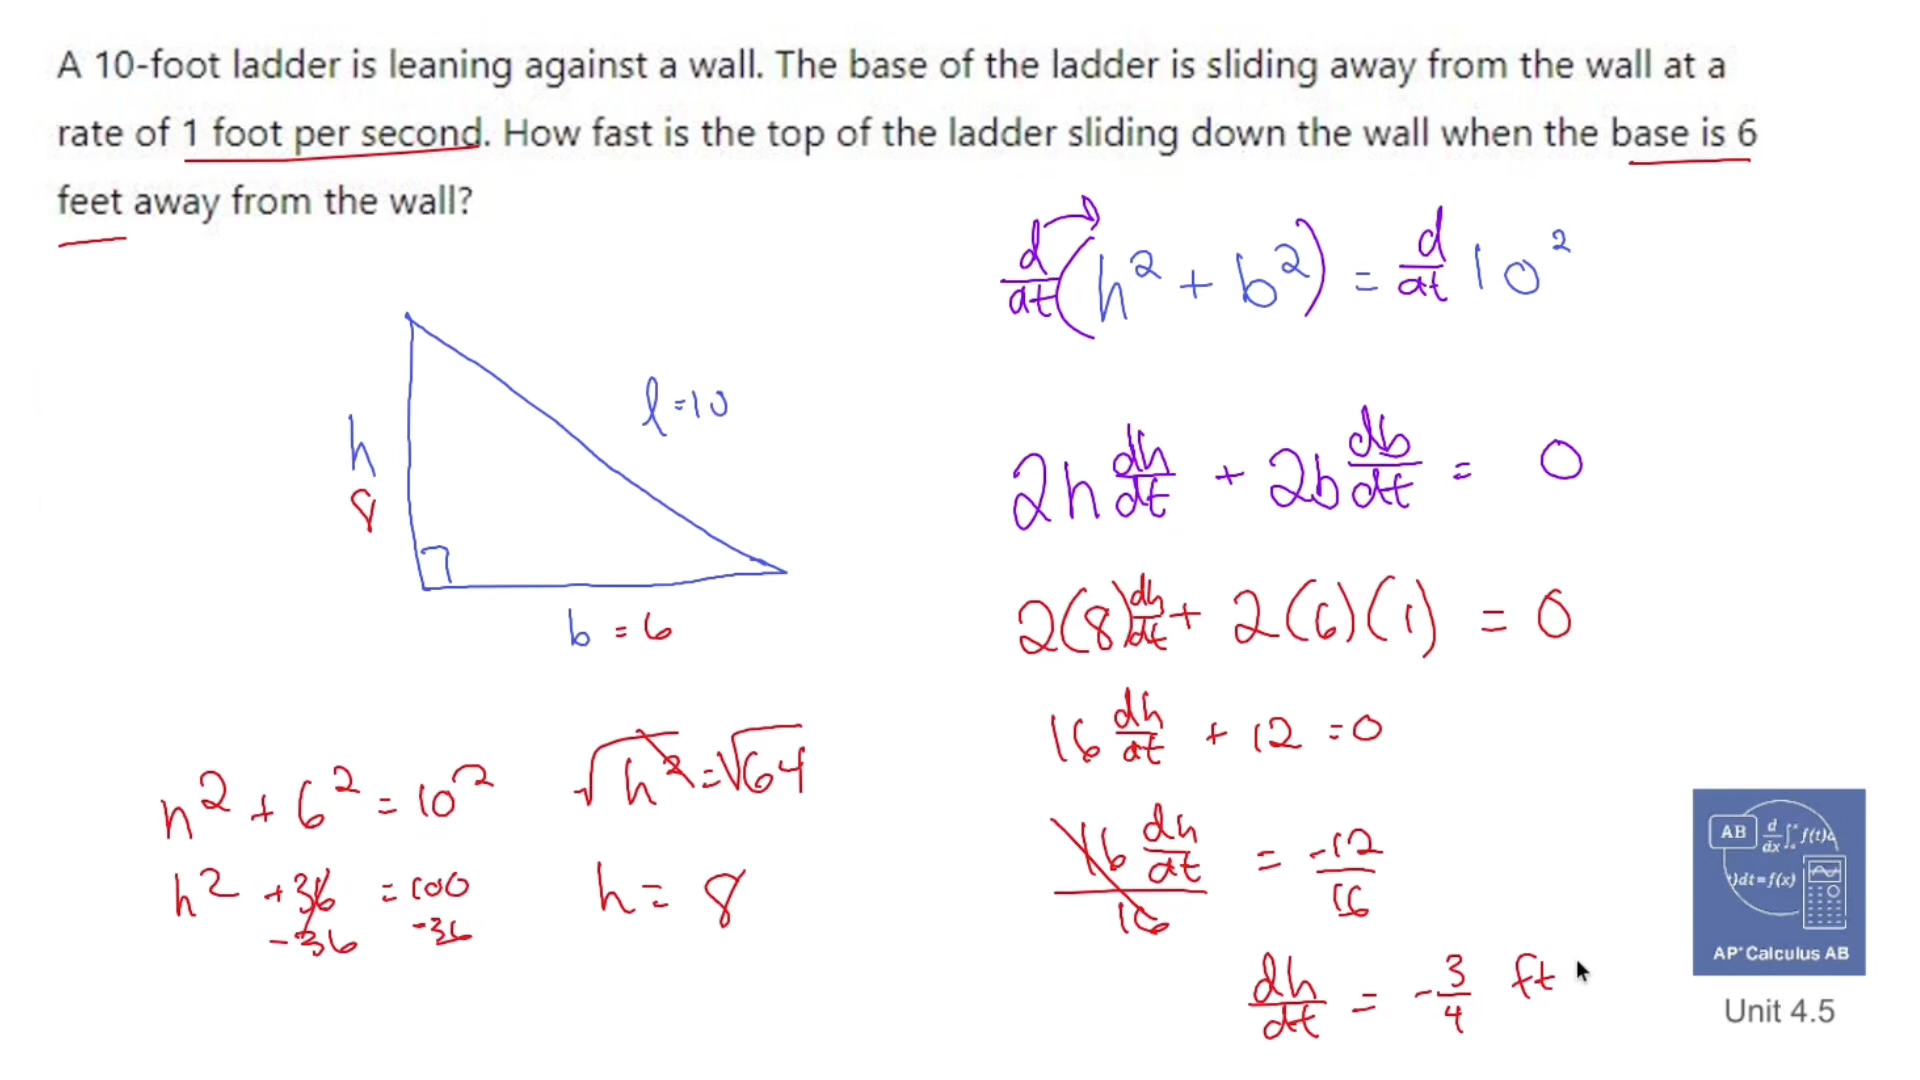 A 10-foot ladder is leaning against a wall. The base of the ladder is sliding away from the wall at a
rate of 1 foot per second. How fast is the top of the ladder sliding down the wall when the base is 6
feet away from the wall?
d/dt (h² + b²) = d/dt 10²
l = 10
h
8
b = 6
2h dh/dt + 2b db/dt = 0
2(8) dh/dt + 2(6)(1) = 0
16 dh/dt + 12 = 0
16 dh/dt / 16 = -12/16
dh/dt = -3/4 ft
h² + 6² = 10²
h² + 36 = 100
-36 -36
√h² = √64
h = 8
AB d/dx
AP* Calculus AB
Unit 4.5